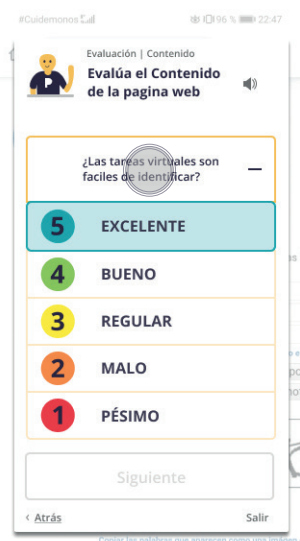 #Cuidemonos
96 % 22:47
Evaluación | Contenido
Evalúa el Contenido
de la pagina web
¿Las tareas virtuales son
faciles de identificar?
5 EXCELENTE
4 BUENO
3 REGULAR
2 MALO
1 PÉSIMO
Siguiente
‹ Atrás Salir